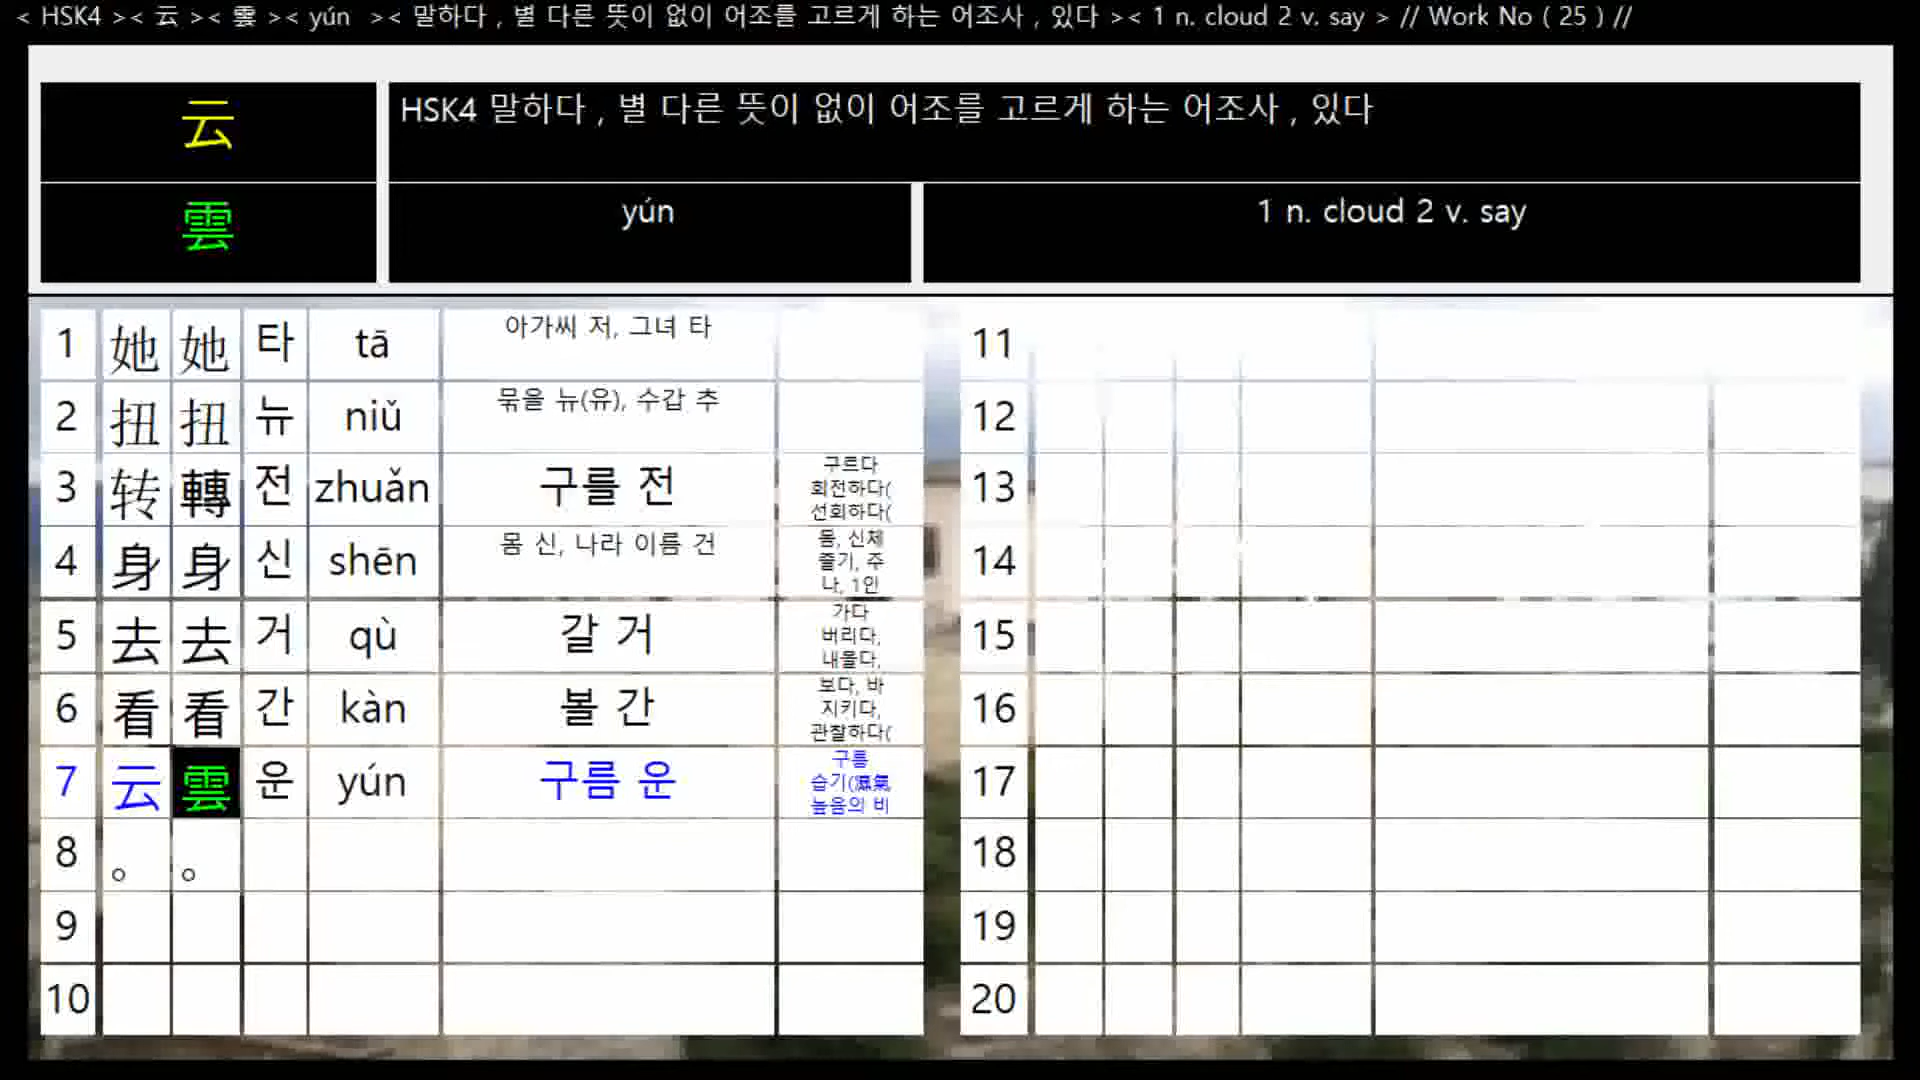 < HSK4 >< 云 >< 雲 >< yún >< 말하다 , 별 다른 뜻이 없이 어조를 고르게 하는 어조사 , 있다 >< 1 n. cloud 2 v. say > // Work No ( 25 ) //
云
HSK4 말하다 , 별 다른 뜻이 없이 어조를 고르게 하는 어조사 , 있다
雲
yún
1 n. cloud 2 v. say
1 她 她 타 tā 아가씨 저, 그녀 타
2 扭 扭 뉴 niǔ 묶을 뉴(유), 수갑 추
3 转 轉 전 zhuǎn 구를 전
구르다
회전하다(
선회하다(
4 身 身 신 shēn 몸 신, 나라 이름 건
몸, 신체
줄기, 주
나, 1인
5 去 去 거 qù 갈 거
가다
버리다,
내몰다,
6 看 看 간 kàn 볼 간
보다, 바
지키다,
관찰하다(
7 云 雲 운 yún 구름 운
구름
습기(濕氣
높음의 비
8 。 。
9
10
11
12
13
14
15
16
17
18
19
20